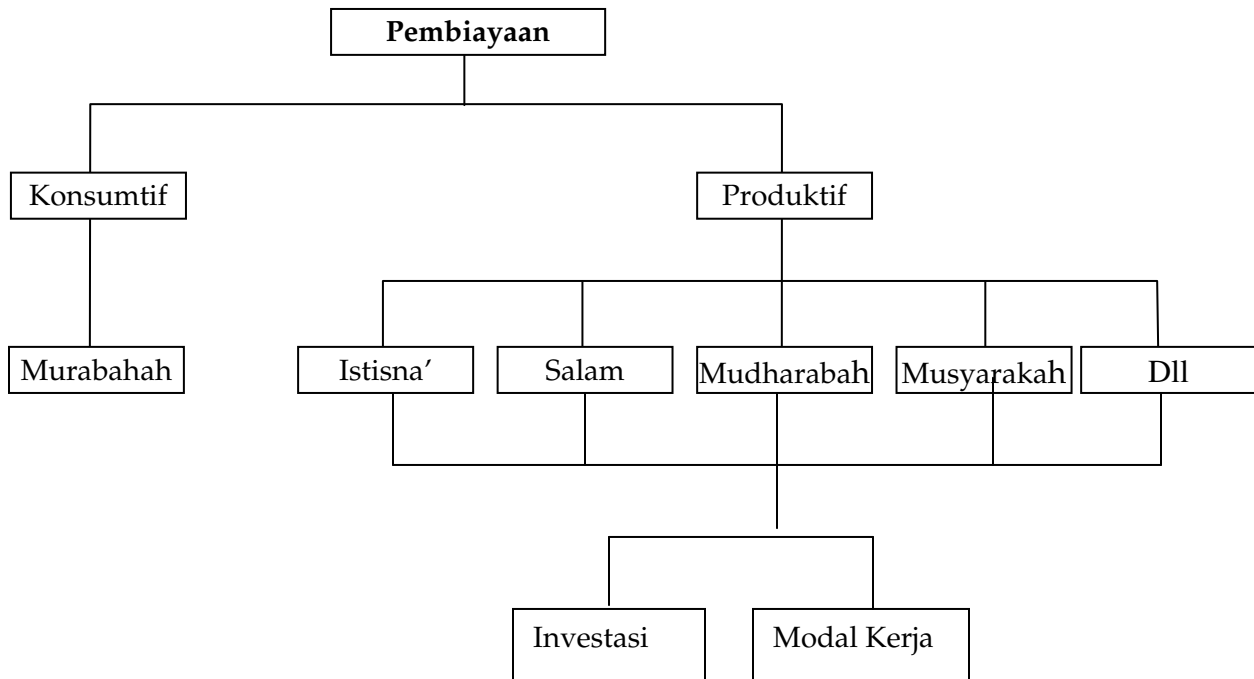 Pembiayaan
Konsumtif
Produktif
Murabahah
Istisna’
Salam
Mudharabah
Musyarakah
Dll
Investasi
Modal Kerja